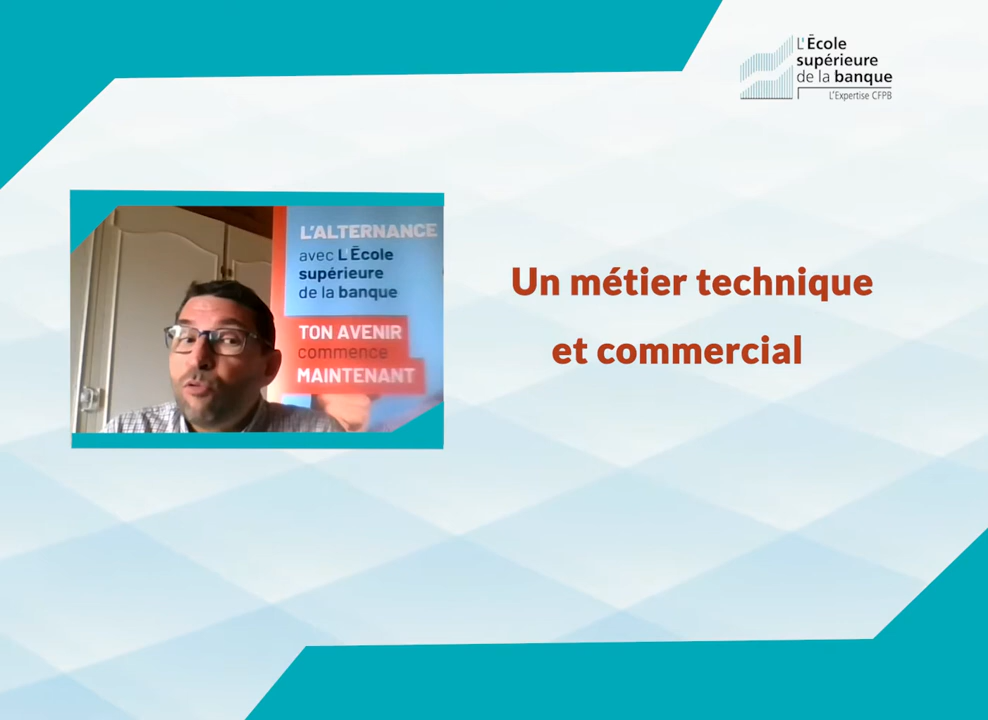 L'École
supérieure
de la banque
L'Expertise CFPB
L'ALTERNANCE
avec L'École
supérieure
de la banque
TON AVENIR
commence
MAINTENANT
Un métier technique
et commercial